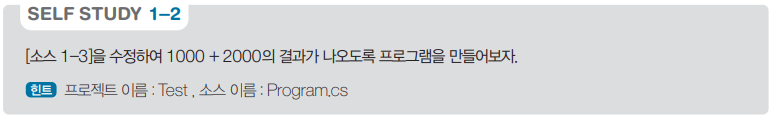 SELF STUDY 1-2
[소스 1-3]을 수정하여 1000 + 2000의 결과가 나오도록 프로그램을 만들어보자.
힌트 프로젝트 이름 : Test , 소스 이름 : Program.cs